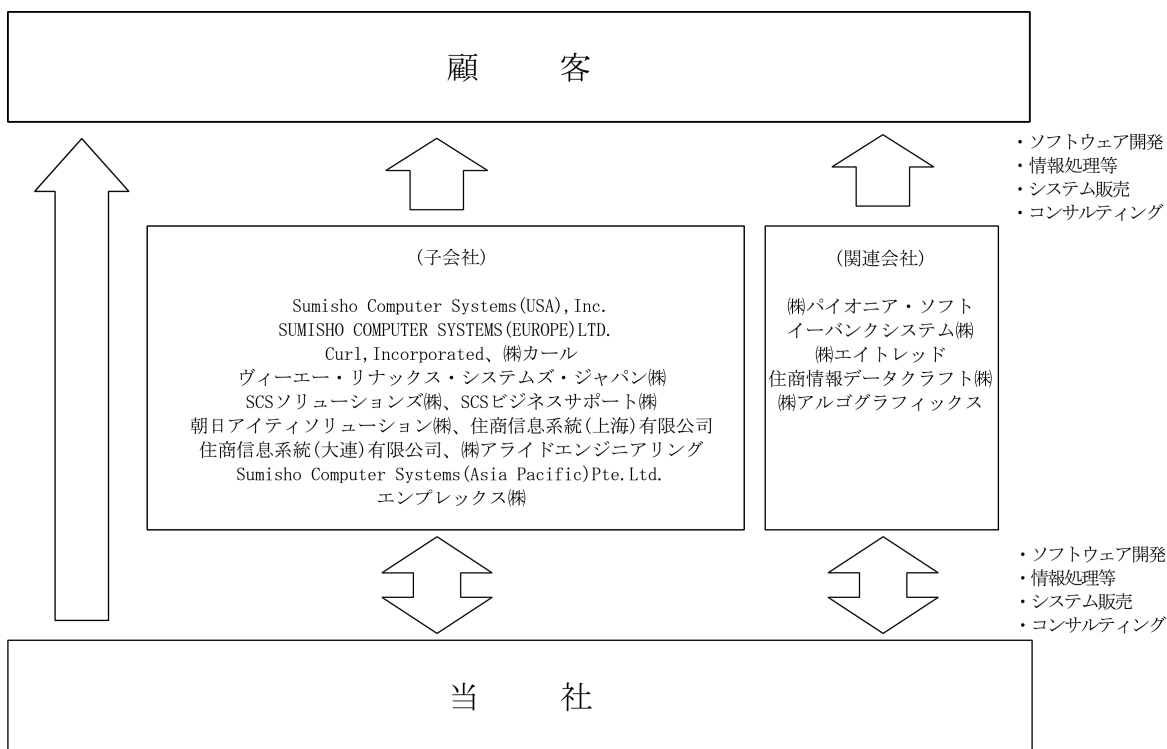 顧　客
・ソフトウェア開発
・情報処理等
・システム販売
・コンサルティング
(子会社)
Sumisho Computer Systems(USA),Inc.
SUMISHO COMPUTER SYSTEMS(EUROPE)LTD.
Curl,Incorporated、㈱カール
ヴィーエー・リナックス・システムズ・ジャパン㈱
SCSソリューションズ㈱、SCSビジネスサポート㈱
朝日アイティソリューション㈱、住商信息系統(上海)有限公司
住商信息系統(大連)有限公司、㈱アライドエンジニアリング
Sumisho Computer Systems(Asia Pacific)Pte.Ltd.
エンプレックス㈱
(関連会社)
㈱パイオニア・ソフト
イーバンクシステム㈱
㈱エイトレッド
住商情報データクラフト㈱
㈱アルゴグラフィックス
・ソフトウェア開発
・情報処理等
・システム販売
・コンサルティング
当　社